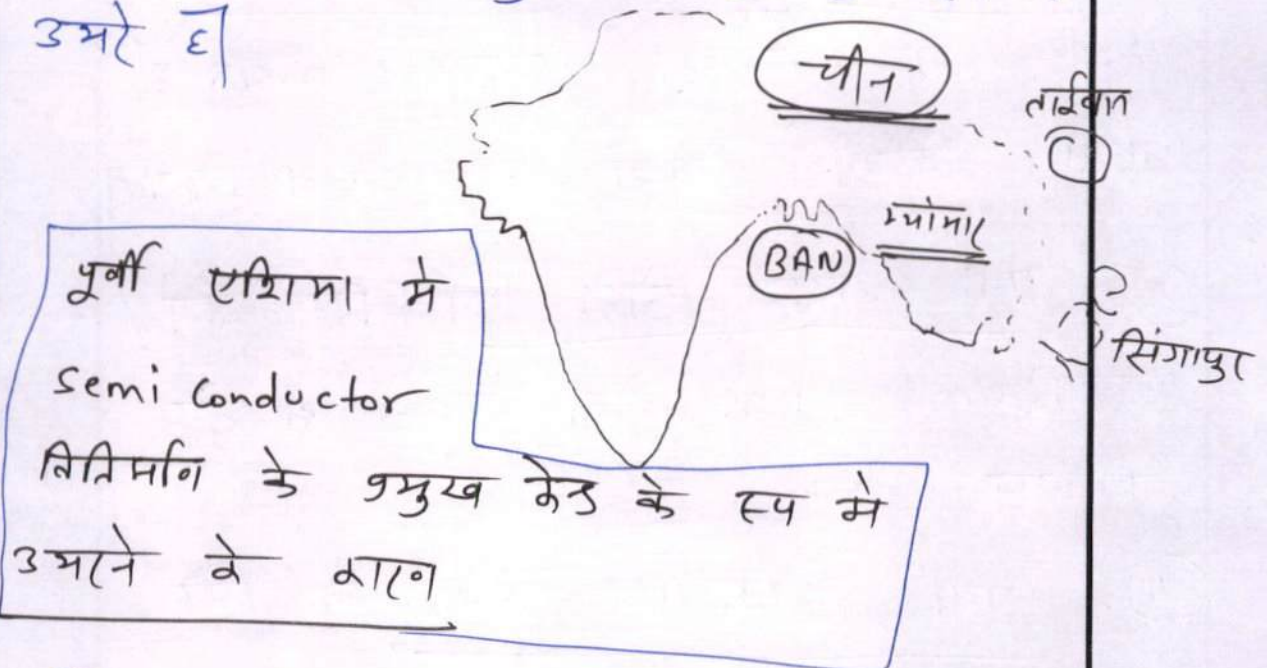 उभरे हैं।
चीन
ताईवान
म्यांमार
BAN
सिंगापुर
पूर्वी एशिया मे
semi conductor
विनिर्माण के प्रमुख केन्द्र के रूप मे
उभरने के कारण